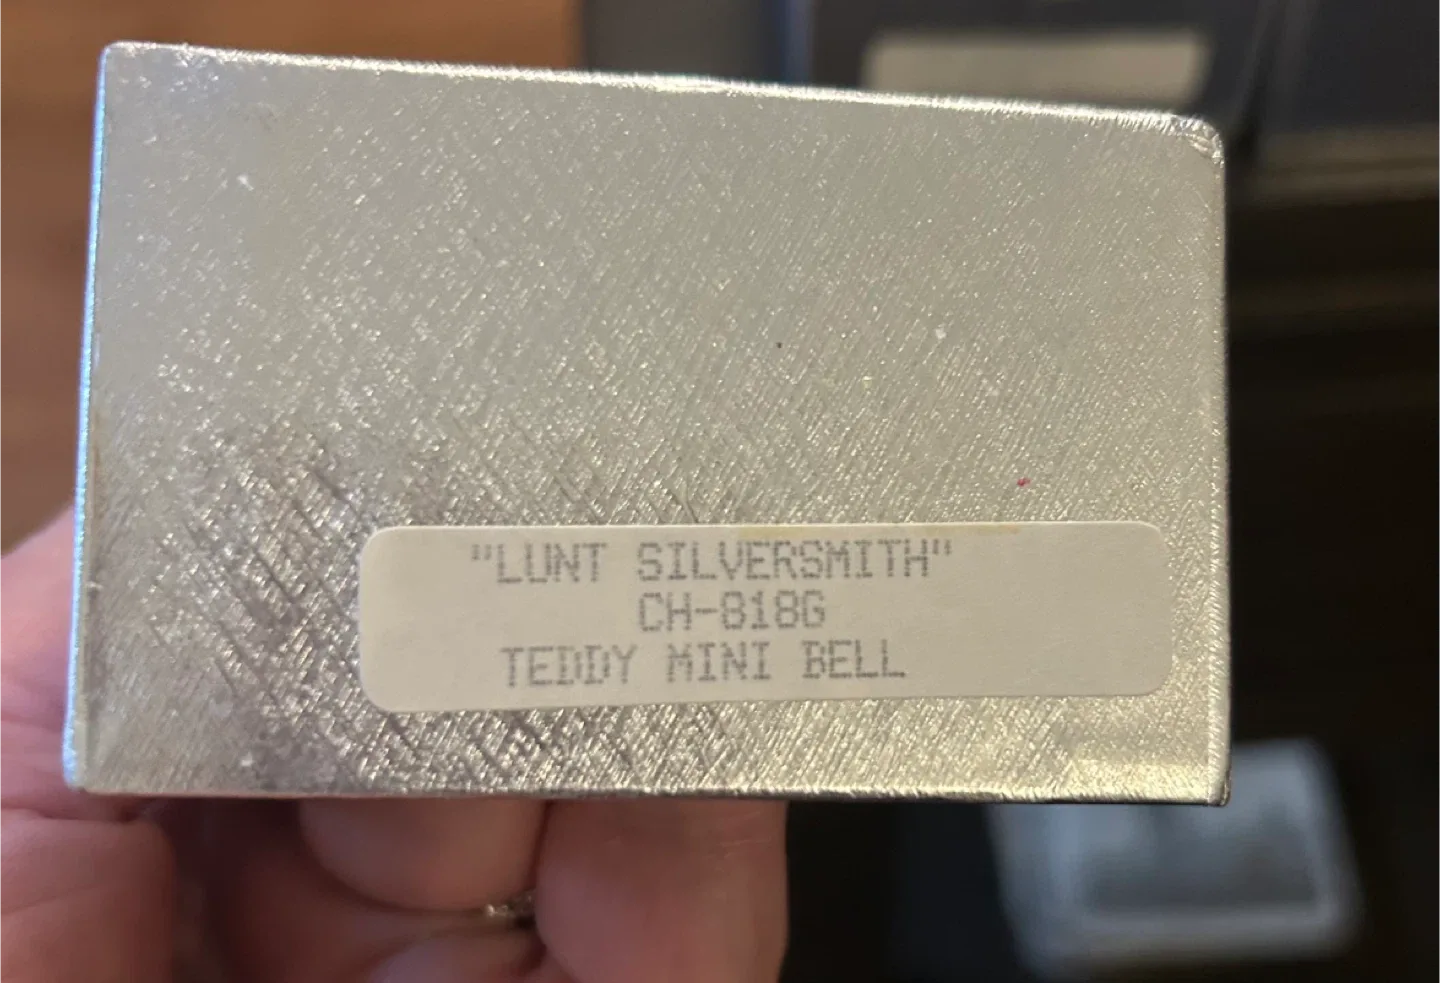 "LUNT SILVERSMITH"
CH-818G
TEDDY MINI BELL